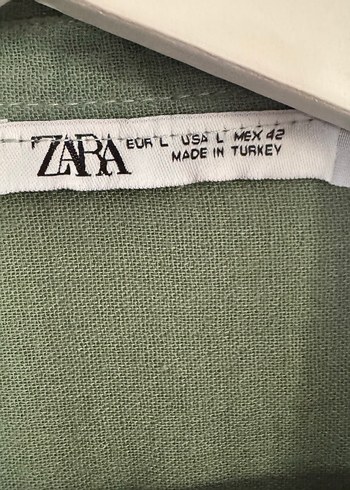 ZARA
EUR L USA L MEX 42
MADE IN TURKEY